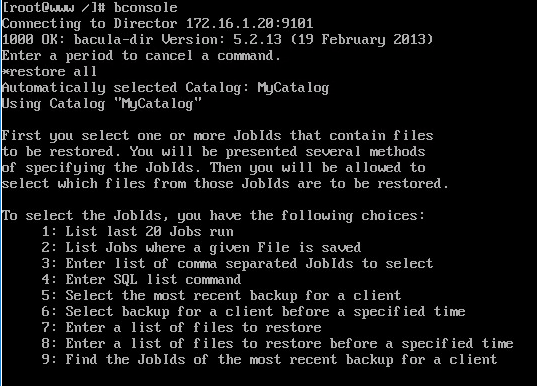 [root@www /]# bconsole
Connecting to Director 172.16.1.20:9101
1000 OK: bacula-dir Version: 5.2.13 (19 February 2013)
Enter a period to cancel a command.
*restore all
Automatically selected Catalog: MyCatalog
Using Catalog "MyCatalog"

First you select one or more JobIds that contain files
to be restored. You will be presented several methods
of specifying the JobIds. Then you will be allowed to
select which files from those JobIds are to be restored.

To select the JobIds, you have the following choices:
     1: List last 20 Jobs run
     2: List Jobs where a given File is saved
     3: Enter list of comma separated JobIds to select
     4: Enter SQL list command
     5: Select the most recent backup for a client
     6: Select backup for a client before a specified time
     7: Enter a list of files to restore
     8: Enter a list of files to restore before a specified time
     9: Find the JobIds of the most recent backup for a client